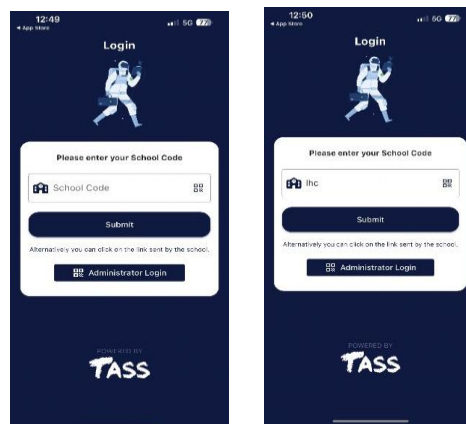 12:49
5G 77
App Store
Login
Please enter your School Code
School Code
Submit
Alternatively you can click on the link sent by the school.
Administrator Login
POWERED BY
TASS
12:50
5G 77
App Store
Login
Please enter your School Code
lhc
Submit
Alternatively you can click on the link sent by the school.
Administrator Login
POWERED BY
TASS